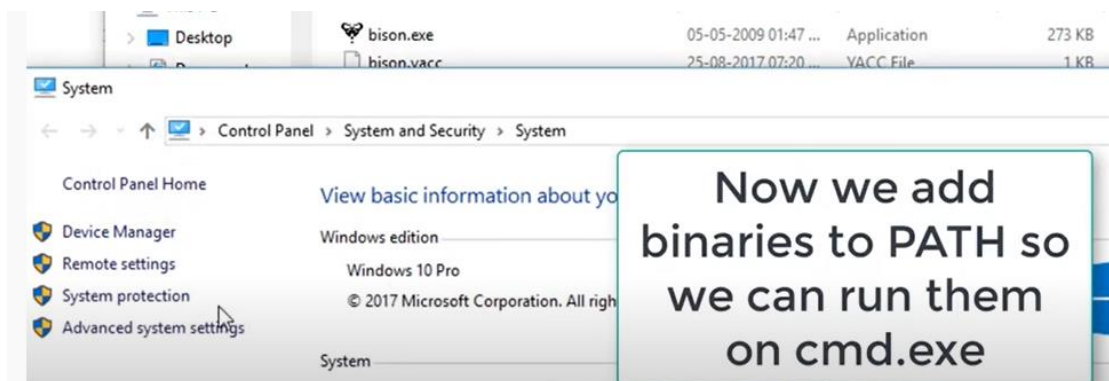 Desktop
bison.exe 05-05-2009 01:47 ... Application 273 KB
bison.yacc 25-08-2017 07:20 ... YACC File 1 KB
System
Control Panel > System and Security > System
Control Panel Home
View basic information about yo
Device Manager
Windows edition
Remote settings
Windows 10 Pro
System protection
© 2017 Microsoft Corporation. All righ
Advanced system settings
System
Now we add
binaries to PATH so
we can run them
on cmd.exe